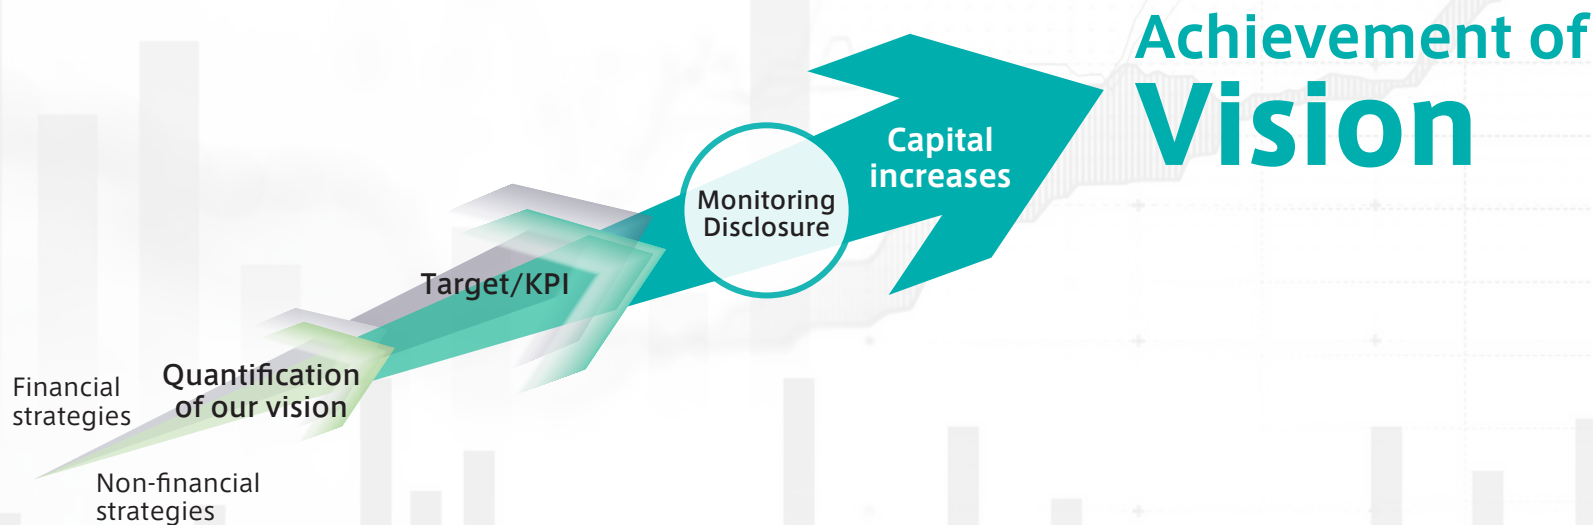 Achievement of
Vision
Capital
increases
Monitoring
Disclosure
Target/KPI
Quantification
of our vision
Financial
strategies
Non-financial
strategies